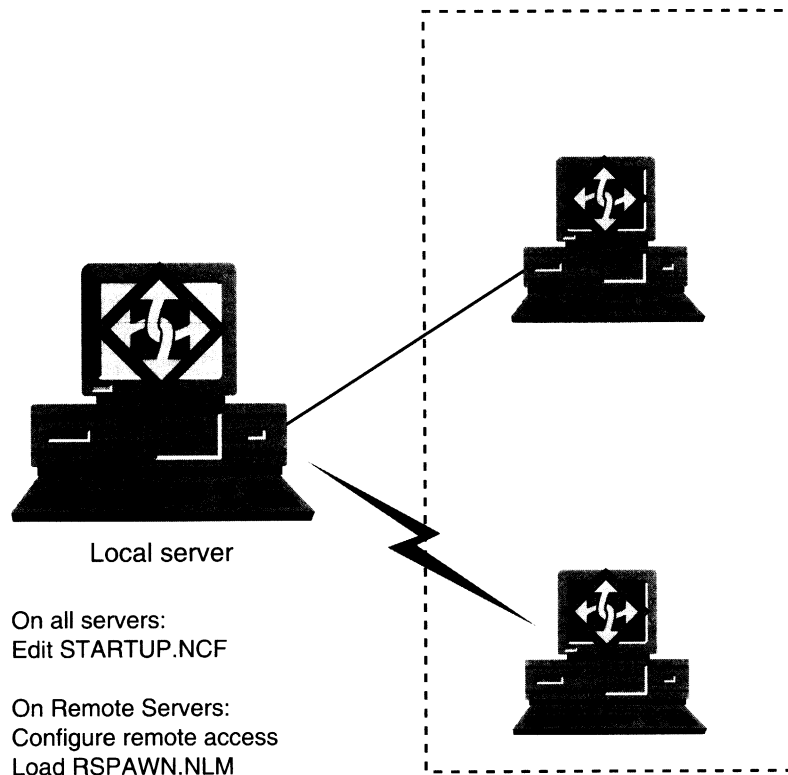 Local server
On all servers:
Edit STARTUP.NCF
On Remote Servers:
Configure remote access
Load RSPAWN.NLM